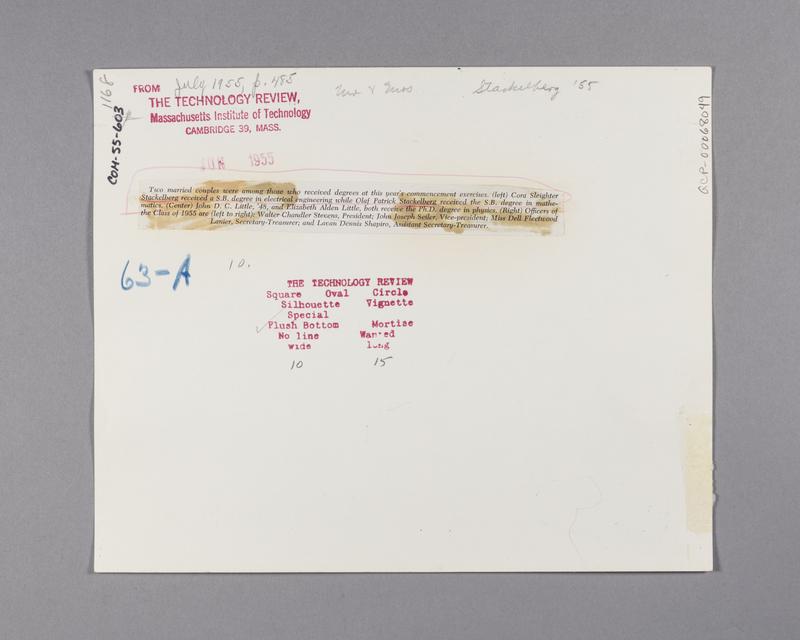 1168
COM-55-603
FROM July 1955, p. 485
THE TECHNOLOGY REVIEW,
Massachusetts Institute of Technology
CAMBRIDGE 39, MASS.
Mr & Mrs Stackelberg '55
QCP-00068049
JUN 1955
Two married couples were among those who received degrees at this year's commencement exercises. (left) Cora Sleighter
Stackelberg received a S.B. degree in electrical engineering while Olaf Patrick Stackelberg received the S.B. degree in mathe-
matics. (Center) John D. C. Little, '48, and Elizabeth Alden Little, both receive the Ph.D. degree in physics. (Right) Officers of
the Class of 1955 are (left to right): Walter Chandler Stevens, President; John Joseph Seiler, Vice-president; Miss Dell Fleetwood
Lanier, Secretary-Treasurer; and Lavan Dennis Shapiro, Assistant Secretary-Treasurer.
63-A
10.
THE TECHNOLOGY REVIEW
Square Oval Circle
Silhouette Vignette
Special
Flush Bottom Mortise
No line Wanted
wide long
10 15